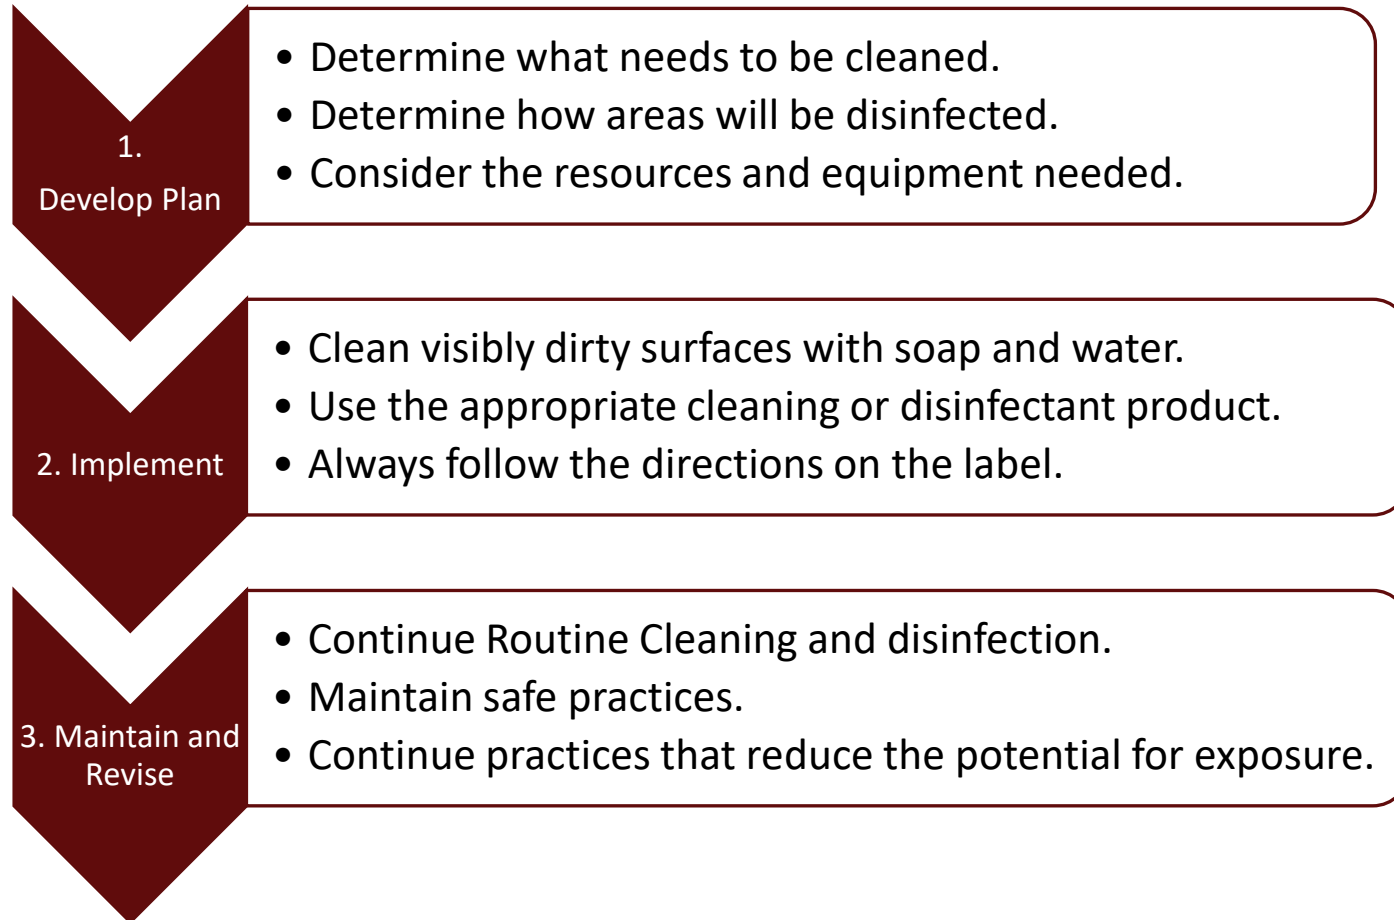 1.
Develop Plan
• Determine what needs to be cleaned.
• Determine how areas will be disinfected.
• Consider the resources and equipment needed.
2. Implement
• Clean visibly dirty surfaces with soap and water.
• Use the appropriate cleaning or disinfectant product.
• Always follow the directions on the label.
3. Maintain and
Revise
• Continue Routine Cleaning and disinfection.
• Maintain safe practices.
• Continue practices that reduce the potential for exposure.